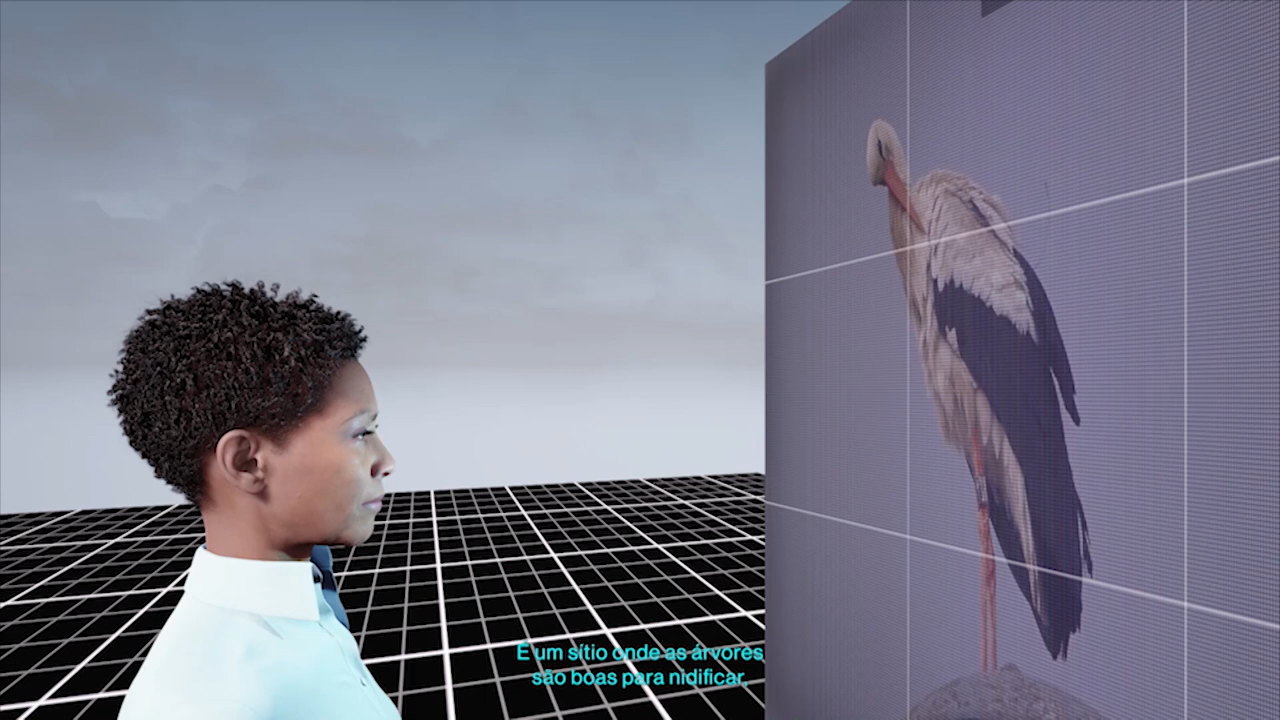 É um sítio onde as árvores
são boas para nidificar.